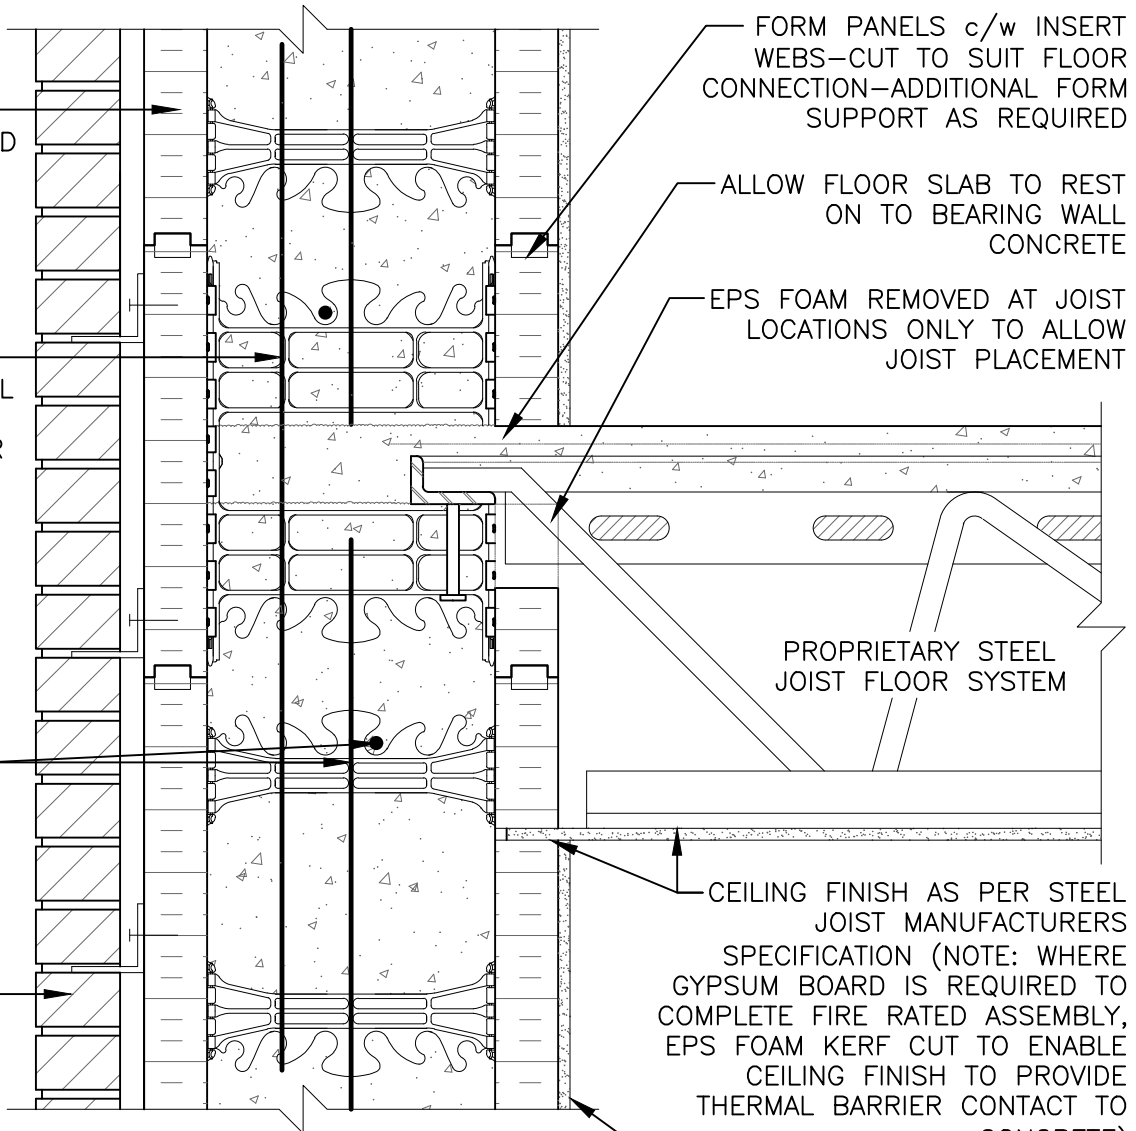 FORM PANELS c/w INSERT
WEBS-CUT TO SUIT FLOOR
CONNECTION-ADDITIONAL FORM
SUPPORT AS REQUIRED
D
ALLOW FLOOR SLAB TO REST
ON TO BEARING WALL
CONCRETE
EPS FOAM REMOVED AT JOIST
LOCATIONS ONLY TO ALLOW
JOIST PLACEMENT
L
R
PROPRIETARY STEEL
JOIST FLOOR SYSTEM
CEILING FINISH AS PER STEEL
JOIST MANUFACTURERS
SPECIFICATION (NOTE: WHERE
GYPSUM BOARD IS REQUIRED TO
COMPLETE FIRE RATED ASSEMBLY,
EPS FOAM KERF CUT TO ENABLE
CEILING FINISH TO PROVIDE
THERMAL BARRIER CONTACT TO
CONCRETE)